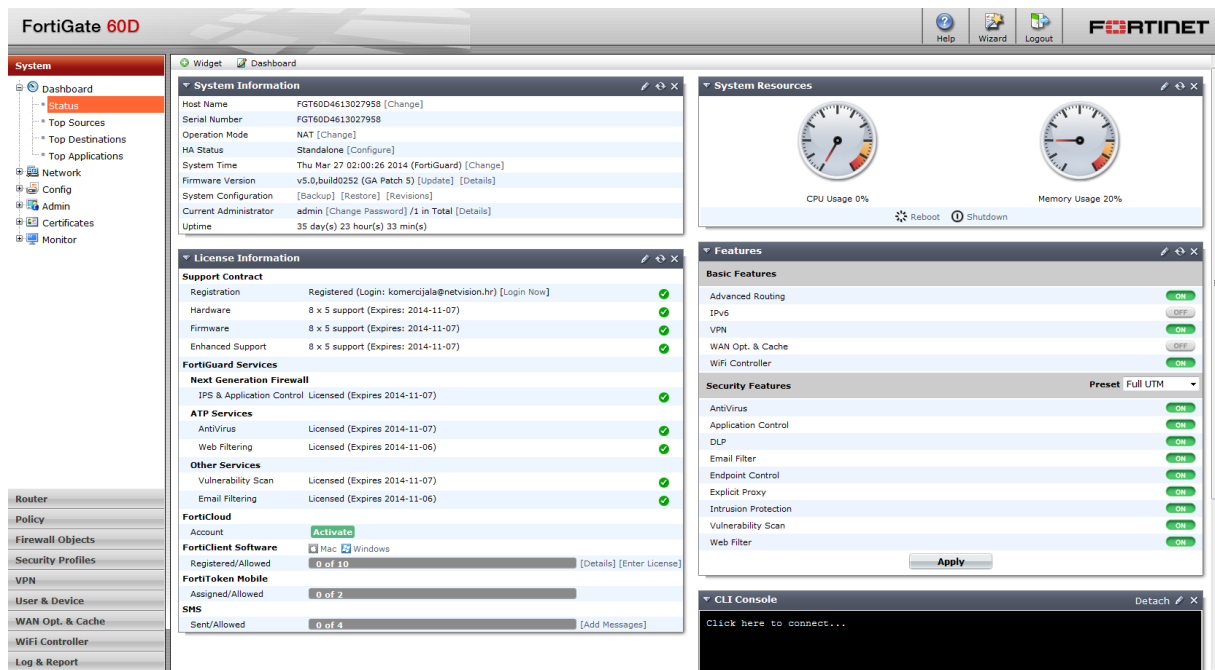 FortiGate 60D
Help
Wizard
Logout
FORTINET
System
Dashboard
Status
Top Sources
Top Destinations
Top Applications
Network
Config
Admin
Certificates
Monitor
Router
Policy
Firewall Objects
Security Profiles
VPN
User & Device
WAN Opt. & Cache
WiFi Controller
Log & Report
Widget Dashboard
System Information
Host Name FGT60D4613027958 [Change]
Serial Number FGT60D4613027958
Operation Mode NAT [Change]
HA Status Standalone [Configure]
System Time Thu Mar 27 02:00:26 2014 (FortiGuard) [Change]
Firmware Version v5.0,build0252 (GA Patch 5) [Update] [Details]
System Configuration [Backup] [Restore] [Revisions]
Current Administrator admin [Change Password] /1 in Total [Details]
Uptime 35 day(s) 23 hour(s) 33 min(s)
License Information
Support Contract
Registration Registered (Login: komercijala@netvision.hr) [Login Now]
Hardware 8 x 5 support (Expires: 2014-11-07)
Firmware 8 x 5 support (Expires: 2014-11-07)
Enhanced Support 8 x 5 support (Expires: 2014-11-07)
FortiGuard Services
Next Generation Firewall
IPS & Application Control Licensed (Expires 2014-11-07)
ATP Services
AntiVirus Licensed (Expires 2014-11-07)
Web Filtering Licensed (Expires 2014-11-06)
Other Services
Vulnerability Scan Licensed (Expires 2014-11-07)
Email Filtering Licensed (Expires 2014-11-06)
FortiCloud
Account Activate
FortiClient Software Mac Windows
Registered/Allowed 0 of 10 [Details] [Enter License]
FortiToken Mobile
Assigned/Allowed 0 of 2
SMS
Sent/Allowed 0 of 4 [Add Messages]
System Resources
CPU Usage 0% Memory Usage 20%
Reboot Shutdown
Features
Basic Features
Advanced Routing ON
IPv6 OFF
VPN ON
WAN Opt. & Cache OFF
WiFi Controller ON
Security Features Preset Full UTM
AntiVirus ON
Application Control ON
DLP ON
Email Filter ON
Endpoint Control ON
Explicit Proxy ON
Intrusion Protection ON
Vulnerability Scan ON
Web Filter ON
Apply
CLI Console Detach
Click here to connect...